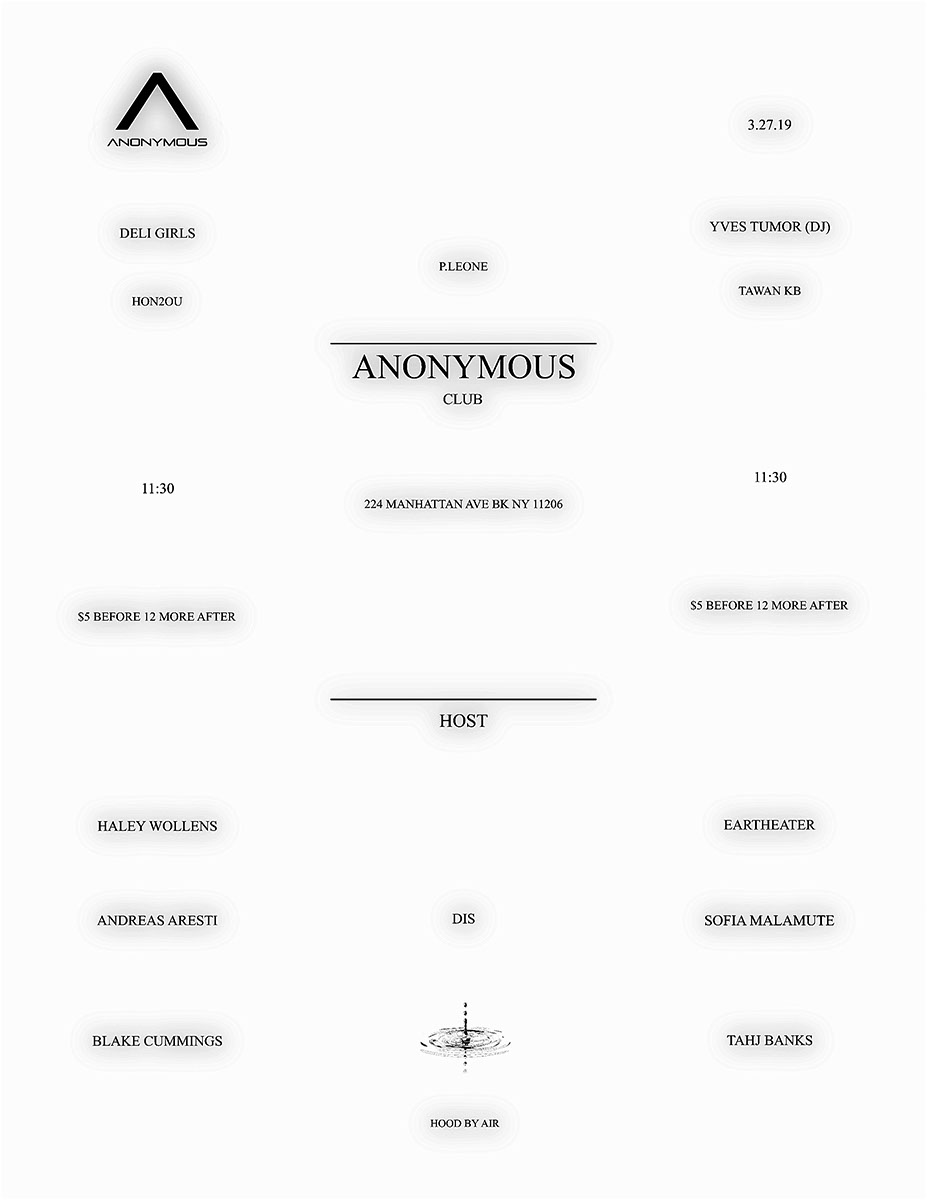 ANONYMOUS
3.27.19
DELI GIRLS
YVES TUMOR (DJ)
P.LEONE
HON2OU
TAWAN KB
ANONYMOUS
CLUB
11:30
11:30
224 MANHATTAN AVE BK NY 11206
$5 BEFORE 12 MORE AFTER
$5 BEFORE 12 MORE AFTER
HOST
HALEY WOLLENS
EARTHEATER
ANDREAS ARESTI
DIS
SOFIA MALAMUTE
BLAKE CUMMINGS
TAHJ BANKS
HOOD BY AIR